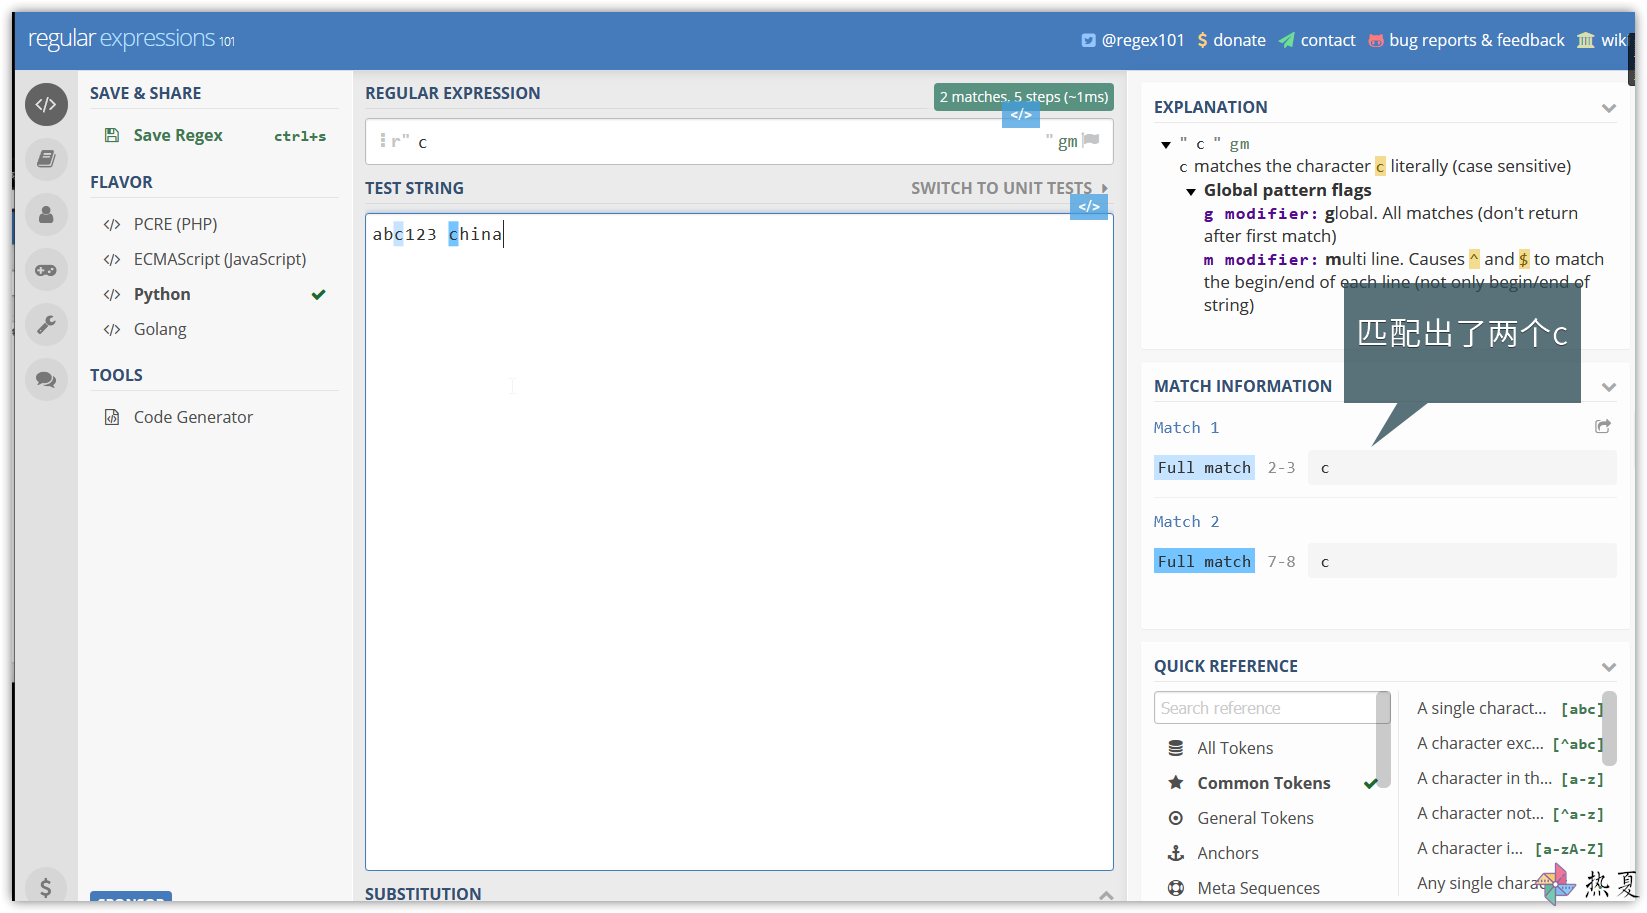 regular expressions 101
@regex101 donate contact bug reports & feedback wiki
SAVE & SHARE
Save Regex ctrl+s
FLAVOR
PCRE (PHP)
ECMAScript (JavaScript)
Python
Golang
TOOLS
Code Generator
SPONSOR
REGULAR EXPRESSION
2 matches, 5 steps (~1ms)
r" c " gm
TEST STRING
SWITCH TO UNIT TESTS
abc123 china
SUBSTITUTION
EXPLANATION
" c " gm
c matches the character c literally (case sensitive)
Global pattern flags
g modifier: global. All matches (don't return
after first match)
m modifier: multi line. Causes ^ and $ to match
the begin/end of each line (not only begin/end of
string)
匹配出了两个c
MATCH INFORMATION
Match 1
Full match 2-3 c
Match 2
Full match 7-8 c
QUICK REFERENCE
Search reference
All Tokens
Common Tokens
General Tokens
Anchors
Meta Sequences
A single charact... [abc]
A character exc... [^abc]
A character in th... [a-z]
A character not... [^a-z]
A character i... [a-zA-Z]
Any single chara
热夏